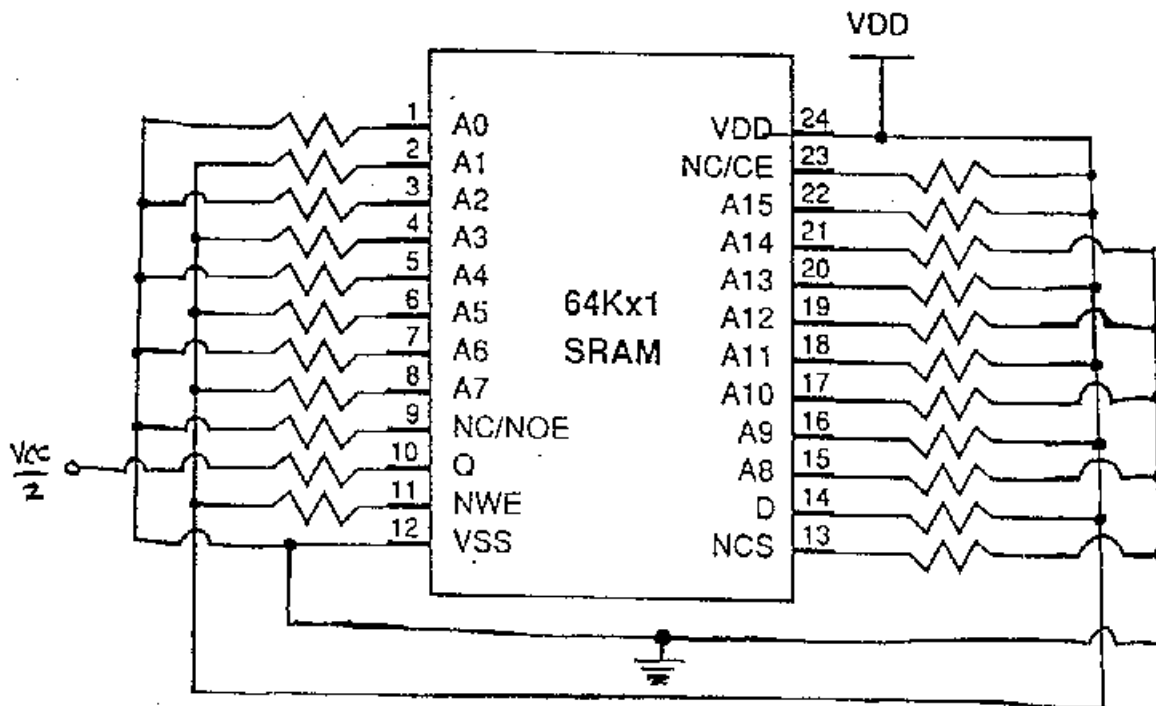 VDD
1 A0
2 A1
3 A2
4 A3
5 A4
6 A5
7 A6
8 A7
9 NC/NOE
10 Q
11 NWE
12 VSS
Vcc
2
64Kx1
SRAM
VDD 24
NC/CE 23
A15 22
A14 21
A13 20
A12 19
A11 18
A10 17
A9 16
A8 15
D 14
NCS 13